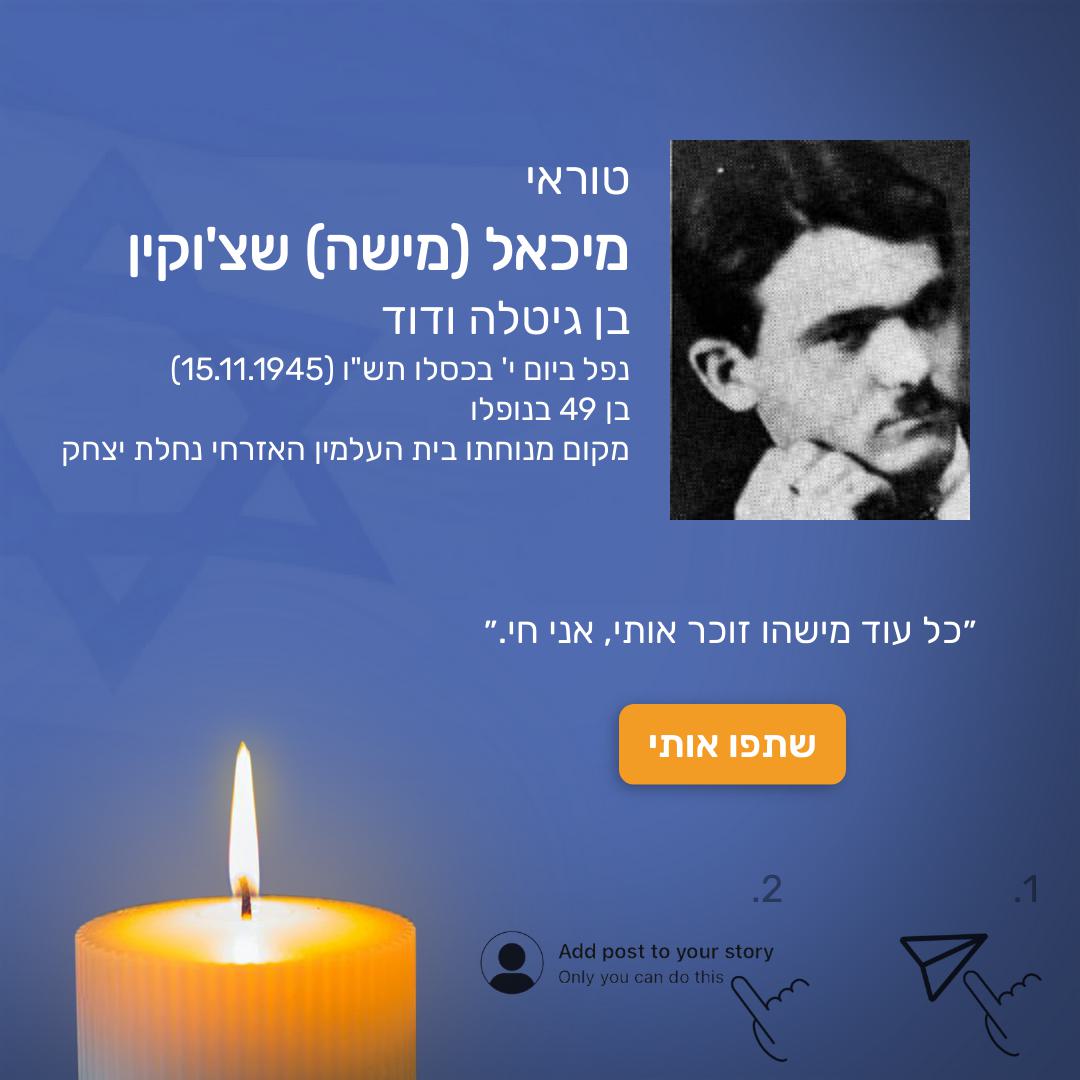 טוראי
מיכאל (מישה) שצ'וקין
בן גיטלה ודוד
נפל ביום י' בכסלו תש"ו (15.11.1945)
בן 49 בנופלו
מקום מנוחתו בית העלמין האזרחי נחלת יצחק
״כל עוד מישהו זוכר אותי, אני חי.״
שתפו אותי
1.
2.
Add post to your story
Only you can do this